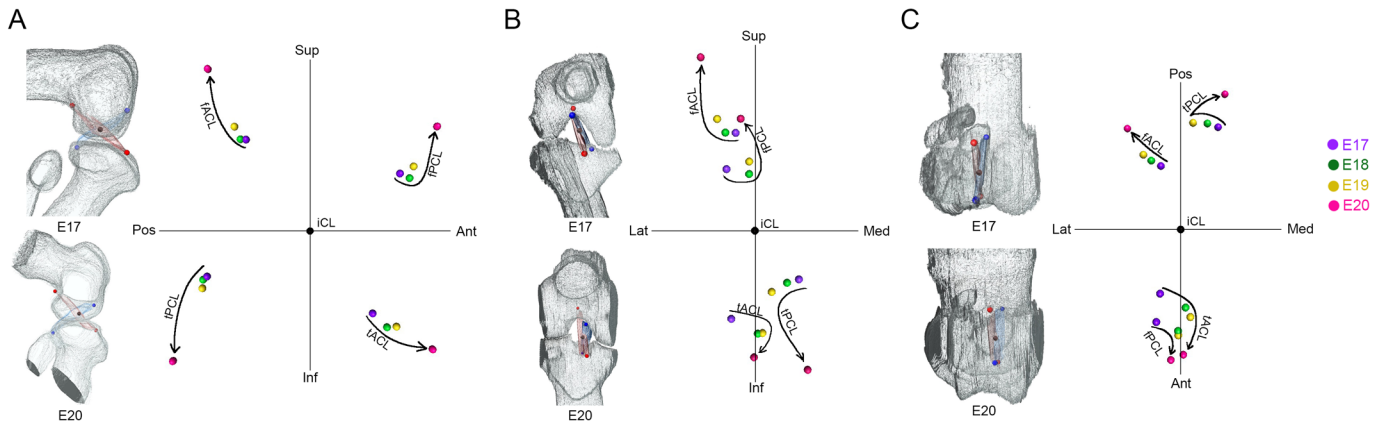 A
B
C
Sup
fACL
fPCL
E17
Pos
iCL
Ant
tPCL
tACL
Inf
E20
Sup
fACL
fPCL
E17
Lat
iCL
Med
tACL
tPCL
Inf
E20
Pos
tPCL
fACL
E17
Lat
iCL
Med
tACL
fPCL
Ant
E20
E17
E18
E19
E20